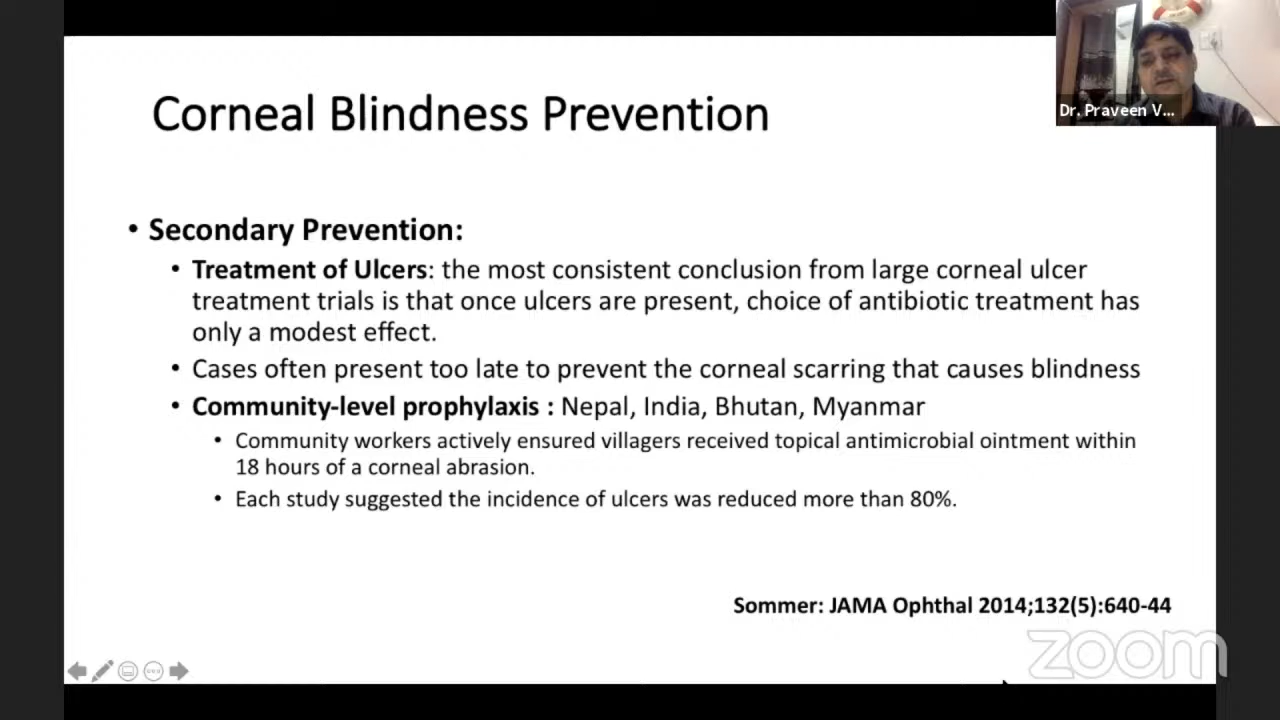 Corneal Blindness Prevention
Dr. Praveen V...
• Secondary Prevention:
• Treatment of Ulcers: the most consistent conclusion from large corneal ulcer
treatment trials is that once ulcers are present, choice of antibiotic treatment has
only a modest effect.
• Cases often present too late to prevent the corneal scarring that causes blindness
• Community-level prophylaxis : Nepal, India, Bhutan, Myanmar
• Community workers actively ensured villagers received topical antimicrobial ointment within
18 hours of a corneal abrasion.
• Each study suggested the incidence of ulcers was reduced more than 80%.
Sommer: JAMA Ophthal 2014;132(5):640-44
zoom